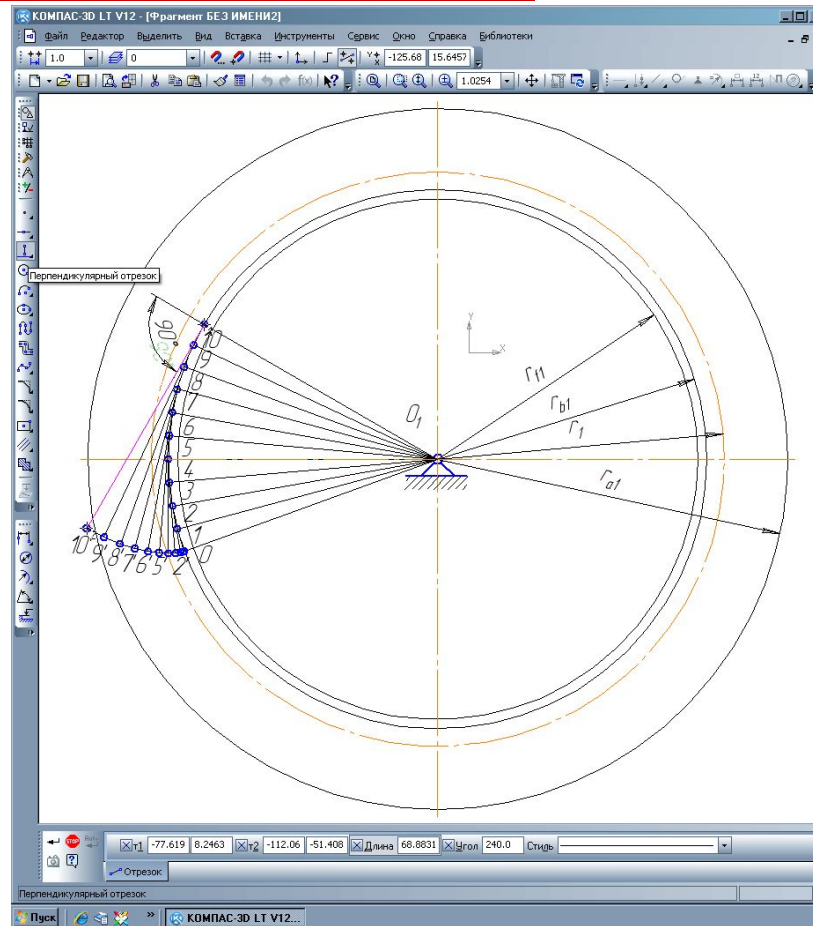 КОМПАС-3D LT V12 - [Фрагмент БЕЗ ИМЕНИ2]
Файл Редактор Выделить Вид Вставка Инструменты Сервис Окно Справка Библиотеки
1.0 0 -125.68 15.6457
1.0254
Перпендикулярный отрезок
90°
10
9
8
7
6
5
4
3
2
1
0
10' 9' 8' 7' 6' 5' 2'
Y
X
O1
rf1
rb1
r1
ra1
т1 -77.619 8.2463 т2 -112.06 -51.408 Длина 68.8831 Угол 240.0 Стиль
Отрезок
Перпендикулярный отрезок
Пуск » КОМПАС-3D LT V12...